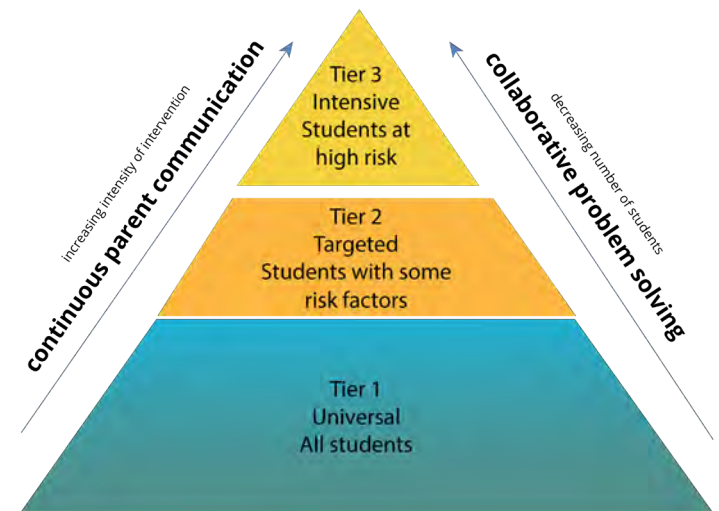 increasing intensity of intervention
continuous parent communication
collaborative problem solving
decreasing number of students
Tier 3
Intensive
Students at
high risk
Tier 2
Targeted
Students with some
risk factors
Tier 1
Universal
All students